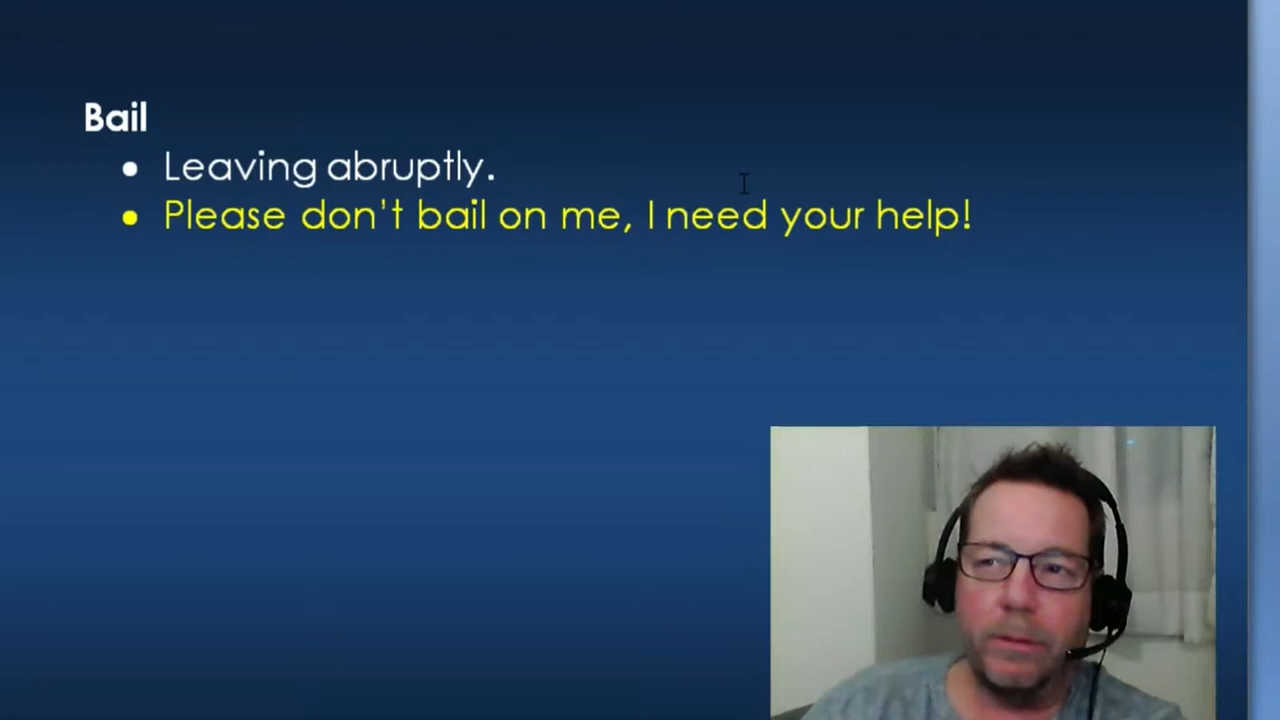 Bail
• Leaving abruptly.
• Please don't bail on me, I need your help!